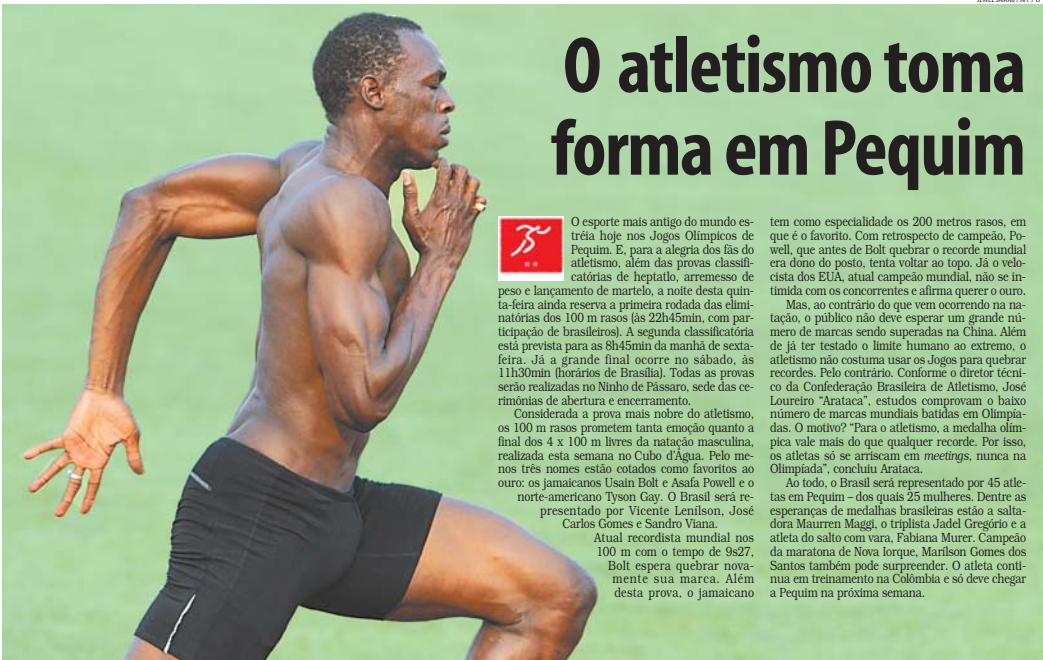 O atletismo toma
forma em Pequim
O esporte mais antigo do mundo es-
tréia hoje nos Jogos Olímpicos de
Pequim. E, para a alegria dos fãs do
atletismo, além das provas classifi-
catórias de heptatlo, arremesso de
peso e lançamento de martelo, a noite desta quin-
ta-feira ainda reserva a primeira rodada das elimi-
natórias dos 100 m rasos (às 22h45min, com par-
ticipação de brasileiros). A segunda classificatória
está prevista para as 8h45min da manhã de sexta-
feira. Já a grande final ocorre no sábado, às
11h30min (horários de Brasília). Todas as provas
serão realizadas no Ninho de Pássaro, sede das ce-
rimônias de abertura e encerramento.
Considerada a prova mais nobre do atletismo,
os 100 m rasos prometem tanta emoção quanto a
final dos 4 x 100 m livres da natação masculina,
realizada esta semana no Cubo d'Água. Pelo me-
nos três nomes estão cotados como favoritos ao
ouro: os jamaicanos Usain Bolt e Asafa Powell e o
norte-americano Tyson Gay. O Brasil será re-
presentado por Vicente Lenílson, José
Carlos Gomes e Sandro Viana.
Atual recordista mundial nos
100 m com o tempo de 9s27,
Bolt espera quebrar nova-
mente sua marca. Além
desta prova, o jamaicano
tem como especialidade os 200 metros rasos, em
que é o favorito. Com retrospecto de campeão, Po-
well, que antes de Bolt quebrar o recorde mundial
era dono do posto, tenta voltar ao topo. Já o velo-
cista dos EUA, atual campeão mundial, não se in-
timida com os concorrentes e afirma querer o ouro.
Mas, ao contrário do que vem ocorrendo na na-
tação, o público não deve esperar um grande nú-
mero de marcas sendo superadas na China. Além
de já ter testado o limite humano ao extremo, o
atletismo não costuma usar os Jogos para quebrar
recordes. Pelo contrário. Conforme o diretor técni-
co da Confederação Brasileira de Atletismo, José
Loureiro "Arataca", estudos comprovam o baixo
número de marcas mundiais batidas em Olimpía-
das. O motivo? "Para o atletismo, a medalha olím-
pica vale mais do que qualquer recorde. Por isso,
os atletas só se arriscam em meetings, nunca na
Olimpíada", concluiu Arataca.
Ao todo, o Brasil será representado por 45 atle-
tas em Pequim – dos quais 25 mulheres. Dentre as
esperanças de medalhas brasileiras estão a salta-
dora Maurren Maggi, o triplista Jadel Gregório e a
atleta do salto com vara, Fabiana Murer. Campeão
da maratona de Nova Iorque, Marílson Gomes dos
Santos também pode surpreender. O atleta conti-
nua em treinamento na Colômbia e só deve chegar
a Pequim na próxima semana.